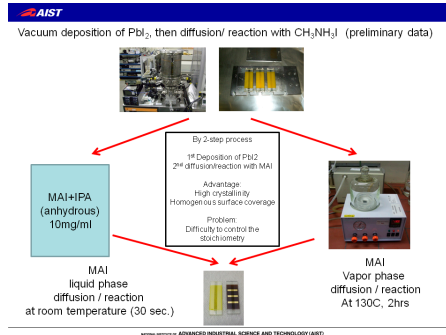 AIST
Vacuum deposition of PbI2, then diffusion/ reaction with CH3NH3I (preliminary data)
By 2-step process
1st Deposition of PbI2
2nd diffusion/reaction with MAI
Advantage:
High crystallinity
Homogenous surface coverage
Problem:
Difficulty to control the
stoichiometry
MAI+IPA
(anhydrous)
10mg/ml
MAI
liquid phase
diffusion / reaction
at room temperature (30 sec.)
MAI
Vapor phase
diffusion / reaction
At 130C, 2hrs
NATIONAL INSTITUTE OF ADVANCED INDUSTRIAL SCIENCE AND TECHNOLOGY (AIST)